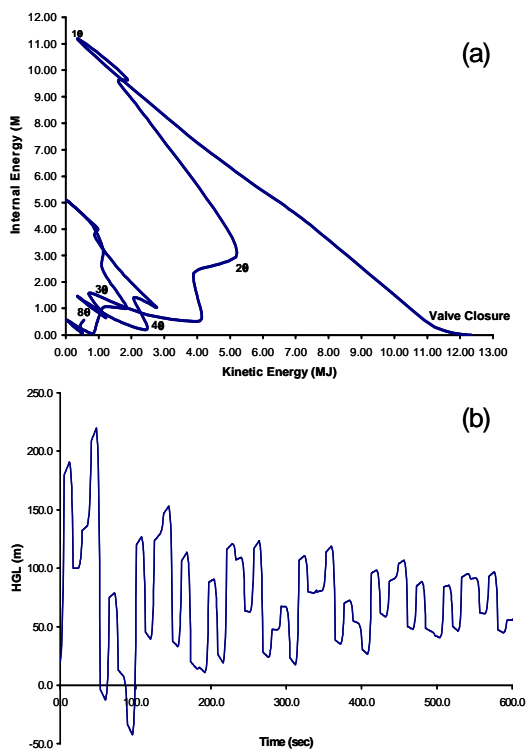 12.00
(a)
10
11.00
10.00
9.00
8.00
7.00
6.00
5.00
4.00
3.00
2.00
1.00
0.00
Internal Energy (M
20
30
80
40
Valve Closure
0.00 1.00 2.00 3.00 4.00 5.00 6.00 7.00 8.00 9.00 10.00 11.00 12.00 13.00
Kinetic Energy (MJ)
250.0
(b)
200.0
150.0
100.0
50.0
0.0
-50.0
HGL (m)
0.0 100.0 200.0 300.0 400.0 500.0 600.0
Time (sec)